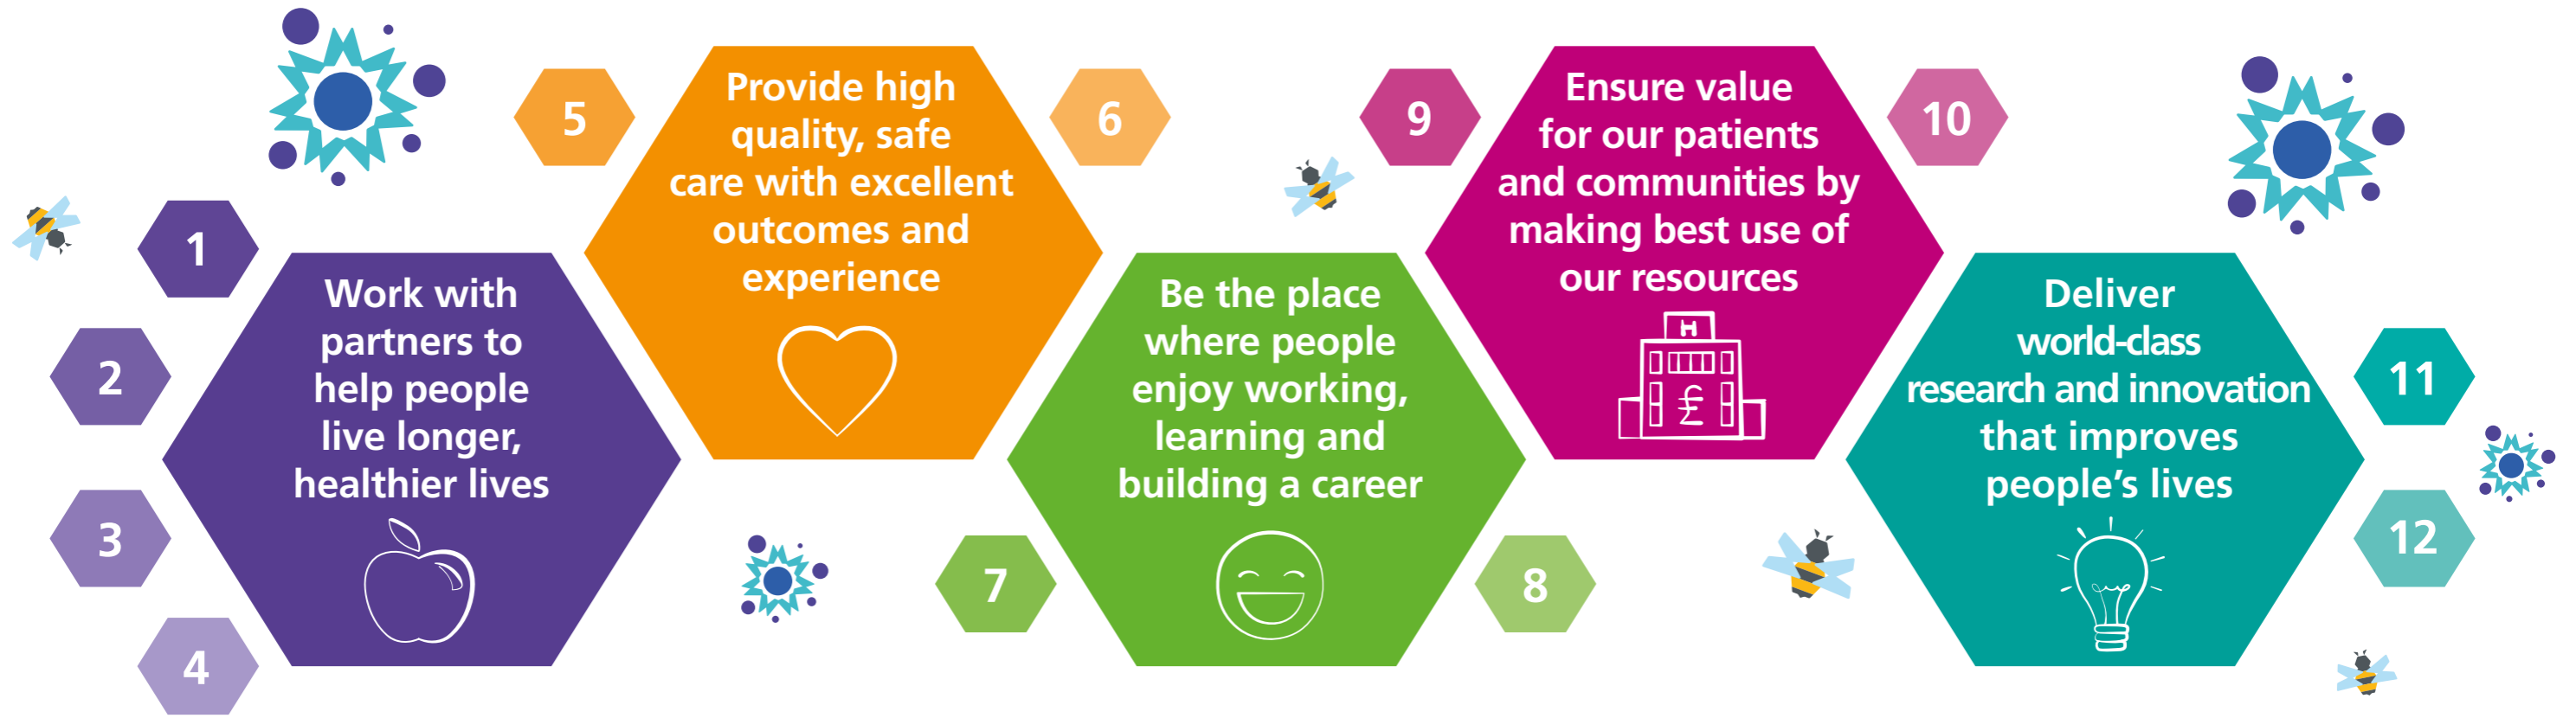 1
2
3
4
Work with
partners to
help people
live longer,
healthier lives
5
Provide high
quality, safe
care with excellent
outcomes and
experience
6
7
Be the place
where people
enjoy working,
learning and
building a career
8
9
Ensure value
for our patients
and communities by
making best use of
our resources
H
£
10
Deliver
world-class
research and innovation
that improves
people's lives
11
12